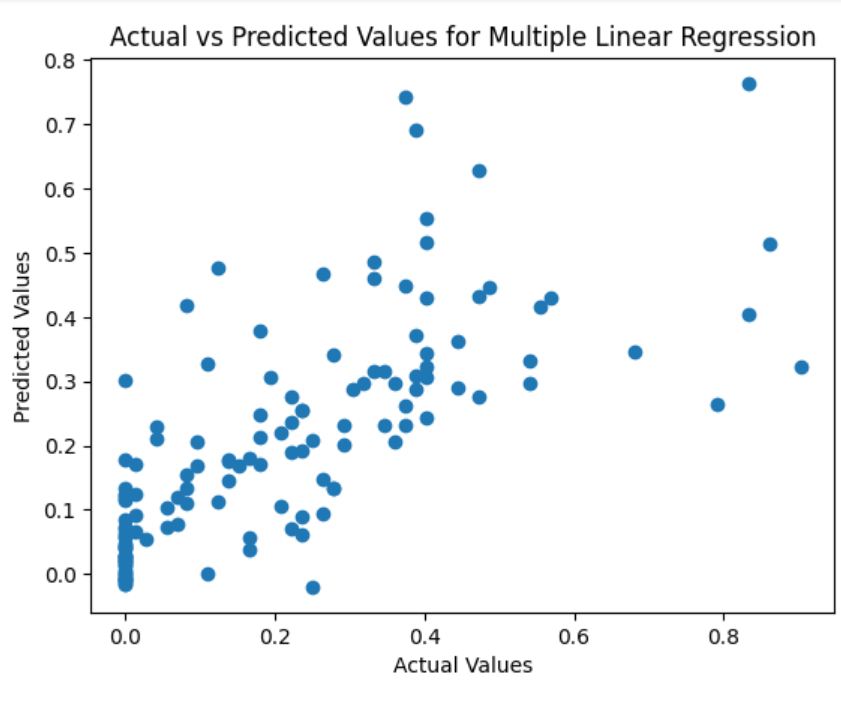 Actual vs Predicted Values for Multiple Linear Regression
0.8
0.7
0.6
0.5
0.4
0.3
0.2
0.1
0.0
Predicted Values
0.0 0.2 0.4 0.6 0.8
Actual Values